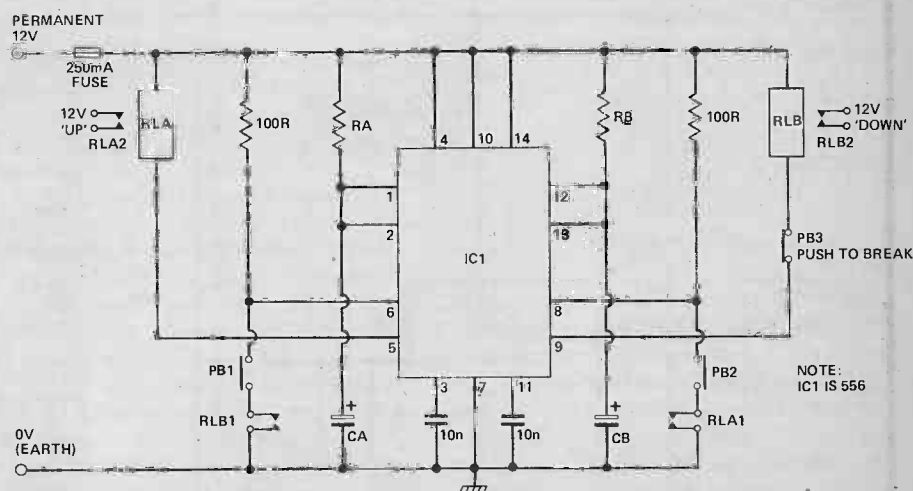 PERMANENT
12V
250mA
FUSE
12V
'UP'
RLA2
RLA
100R
RA
4
10
14
RB
100R
RLB
12V
'DOWN'
RLB2
1
2
12
13
IC1
PB3
PUSH TO BREAK
6
5
8
9
PB1
PB2
NOTE:
IC1 IS 556
3
7
11
RLB1
+
CA
10n
10n
+
CB
RLA1
0V
(EARTH)